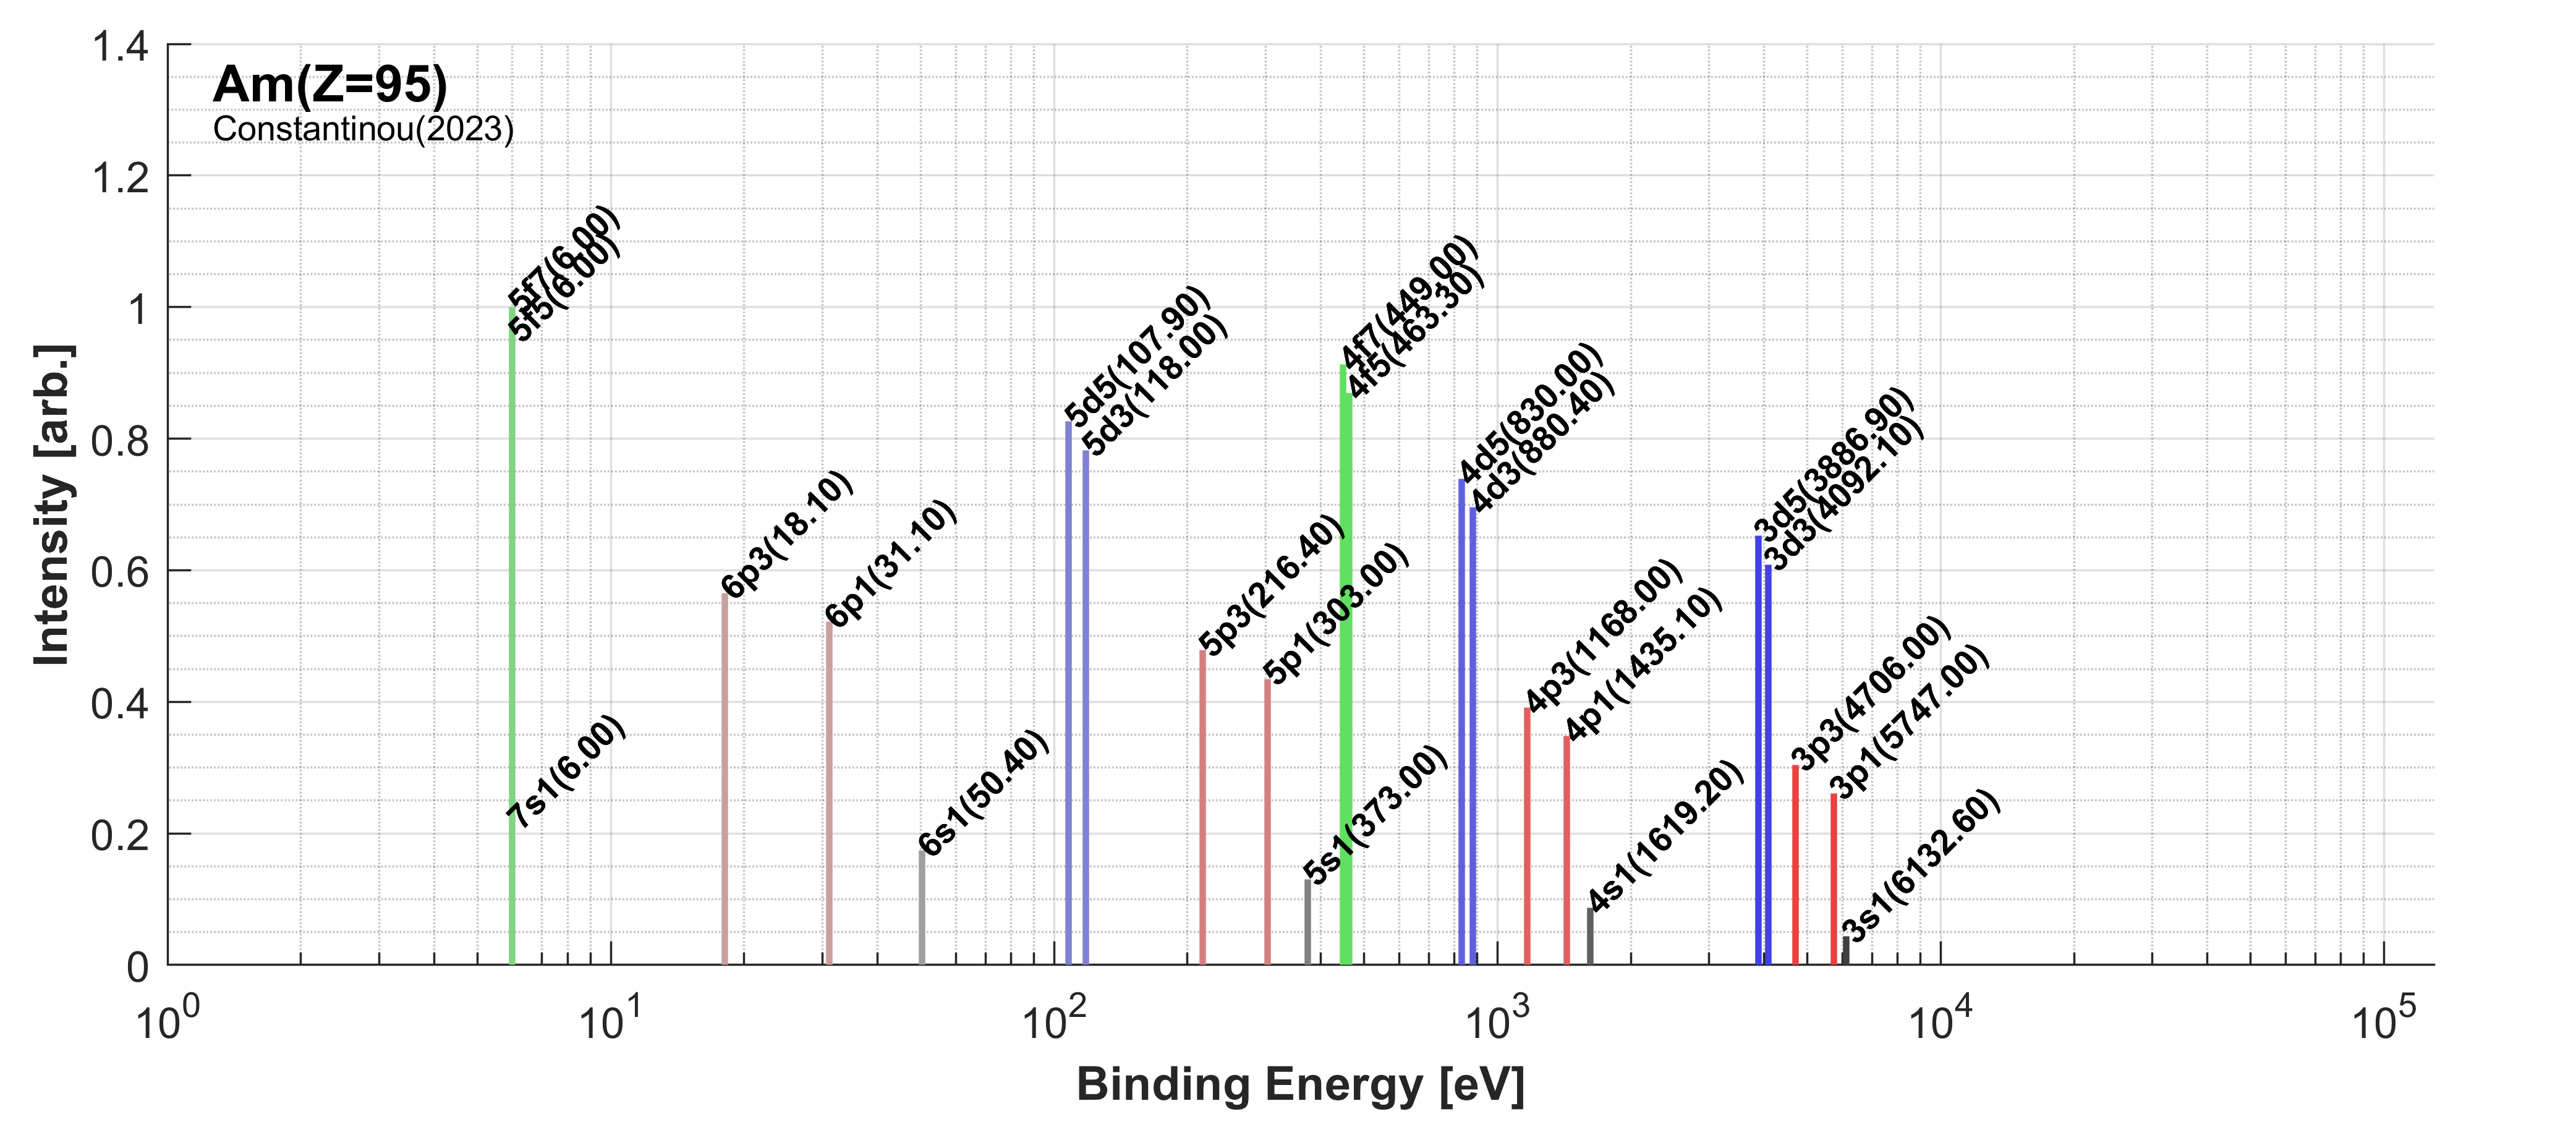 Am(Z=95)
Constantinou(2023)
Intensity [arb.]
1.4
1.2
1
0.8
0.6
0.4
0.2
0
5f7(6.00)
5f5(6.00)
7s1(6.00)
6p3(18.10)
6p1(31.10)
6s1(50.40)
5d5(107.90)
5d3(118.00)
5p3(216.40)
5p1(303.00)
5s1(373.00)
4f7(449.00)
4f5(463.30)
4d5(830.00)
4d3(880.40)
4p3(1168.00)
4p1(1435.10)
4s1(1619.20)
3d5(3886.90)
3d3(4092.10)
3p3(4706.00)
3p1(5747.00)
3s1(6132.60)
10^0 10^1 10^2 10^3 10^4 10^5
Binding Energy [eV]